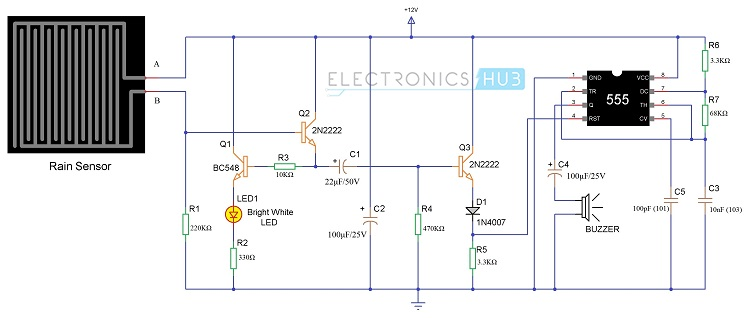 +12V
A
B
Rain Sensor
ELECTRONICS HUB
Q2
2N2222
Q1
BC548
R3
10KΩ
C1
+
22μF/50V
LED1
Bright White
LED
R1
220KΩ
R2
330Ω
C2
+
100μF/25V
R4
470KΩ
Q3
2N2222
D1
1N4007
R5
3.3KΩ
1 GND VCC 8
2 TR DC 7
3 Q TH 6
4 RST CV 5
555
R6
3.3KΩ
R7
68KΩ
C4
+
100μF/25V
BUZZER
C5
100pF (101)
C3
10nF (103)